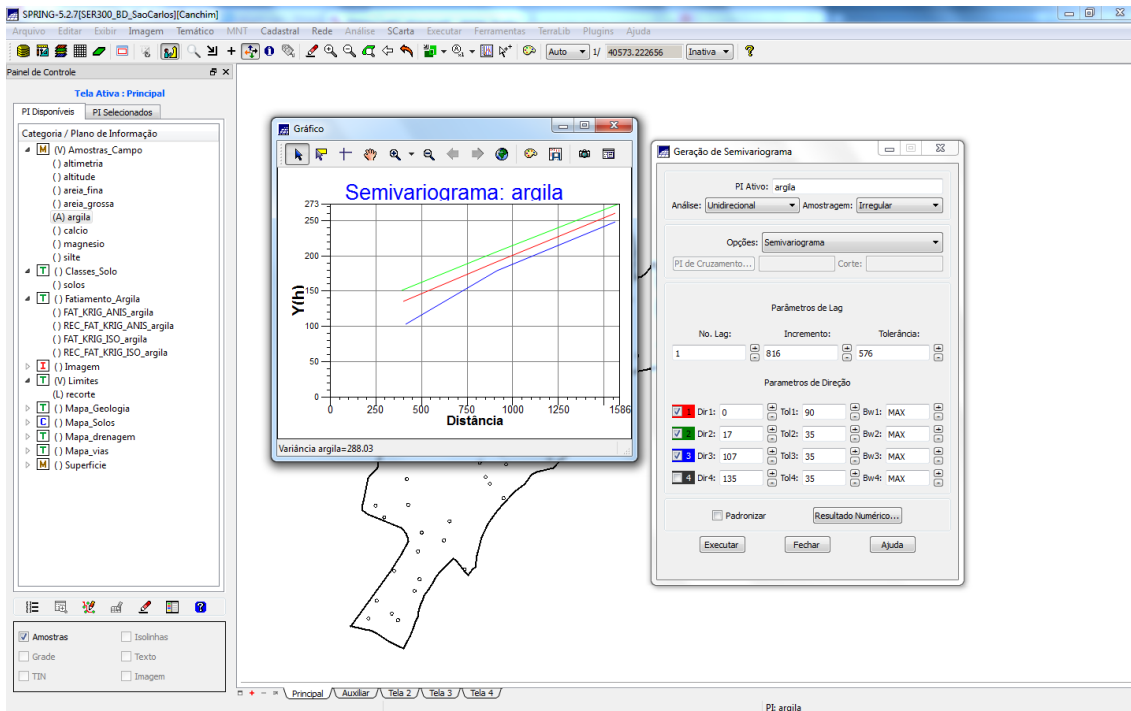 SPRING-5.2.7[SER300_BD_SaoCarlos][Canchim]
Arquivo Editar Exibir Imagem Temático MNT Cadastral Rede Análise SCarta Executar Ferramentas TerraLib Plugins Ajuda
Auto 1/ 40573.222656 Inativa
Painel de Controle
Tela Ativa : Principal
PI Disponíveis PI Selecionados
Categoria / Plano de Informação
M (V) Amostras_Campo
( ) altimetria
( ) altitude
( ) areia_fina
( ) areia_grossa
(A) argila
( ) calcio
( ) magnesio
( ) silte
T ( ) Classes_Solo
( ) solos
T ( ) Fatiamento_Argila
( ) FAT_KRIG_ANIS_argila
( ) REC_FAT_KRIG_ANIS_argila
( ) FAT_KRIG_ISO_argila
( ) REC_FAT_KRIG_ISO_argila
I ( ) Imagem
T (V) Limites
(L) recorte
T ( ) Mapa_Geologia
C ( ) Mapa_Solos
T ( ) Mapa_drenagem
T ( ) Mapa_vias
M ( ) Superficie
Amostras Isolinhas
Grade Texto
TIN Imagem
Gráfico
Semivariograma: argila
273
250
200
150
100
50
0
Y(h)
0 250 500 750 1000 1250 1586
Distância
Variância argila=288.03
Geração de Semivariograma
PI Ativo: argila
Análise: Unidirecional Amostragem: Irregular
Opções: Semivariograma
PI de Cruzamento... Corte:
Parâmetros de Lag
No. Lag: Incremento: Tolerância:
1 816 576
Parametros de Direção
1 Dir1: 0 Tol1: 90 Bw1: MAX
2 Dir2: 17 Tol2: 35 Bw2: MAX
3 Dir3: 107 Tol3: 35 Bw3: MAX
4 Dir4: 135 Tol4: 35 Bw4: MAX
Padronizar Resultado Numérico...
Executar Fechar Ajuda
Principal Auxiliar Tela 2 Tela 3 Tela 4
PI: argila